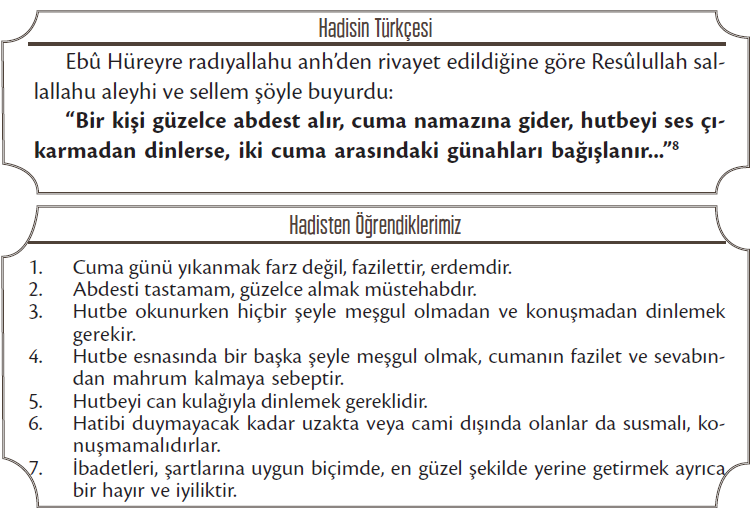 Hadisin Türkçesi
Ebû Hüreyre radıyallahu anh’den rivayet edildiğine göre Resûlullah sal-
lallahu aleyhi ve sellem şöyle buyurdu:
“Bir kişi güzelce abdest alır, cuma namazına gider, hutbeyi ses çı-
karmadan dinlerse, iki cuma arasındaki günahları bağışlanır...”8
Hadisten Öğrendiklerimiz
1. Cuma günü yıkanmak farz değil, fazilettir, erdemdir.
2. Abdesti tastamam, güzelce almak müstehabdır.
3. Hutbe okunurken hiçbir şeyle meşgul olmadan ve konuşmadan dinlemek
gerekir.
4. Hutbe esnasında bir başka şeyle meşgul olmak, cumanın fazilet ve sevabın-
dan mahrum kalmaya sebeptir.
5. Hutbeyi can kulağıyla dinlemek gereklidir.
6. Hatibi duymayacak kadar uzakta veya cami dışında olanlar da susmalı, ko-
nuşmamalıdırlar.
7. İbadetleri, şartlarına uygun biçimde, en güzel şekilde yerine getirmek ayrıca
bir hayır ve iyiliktir.